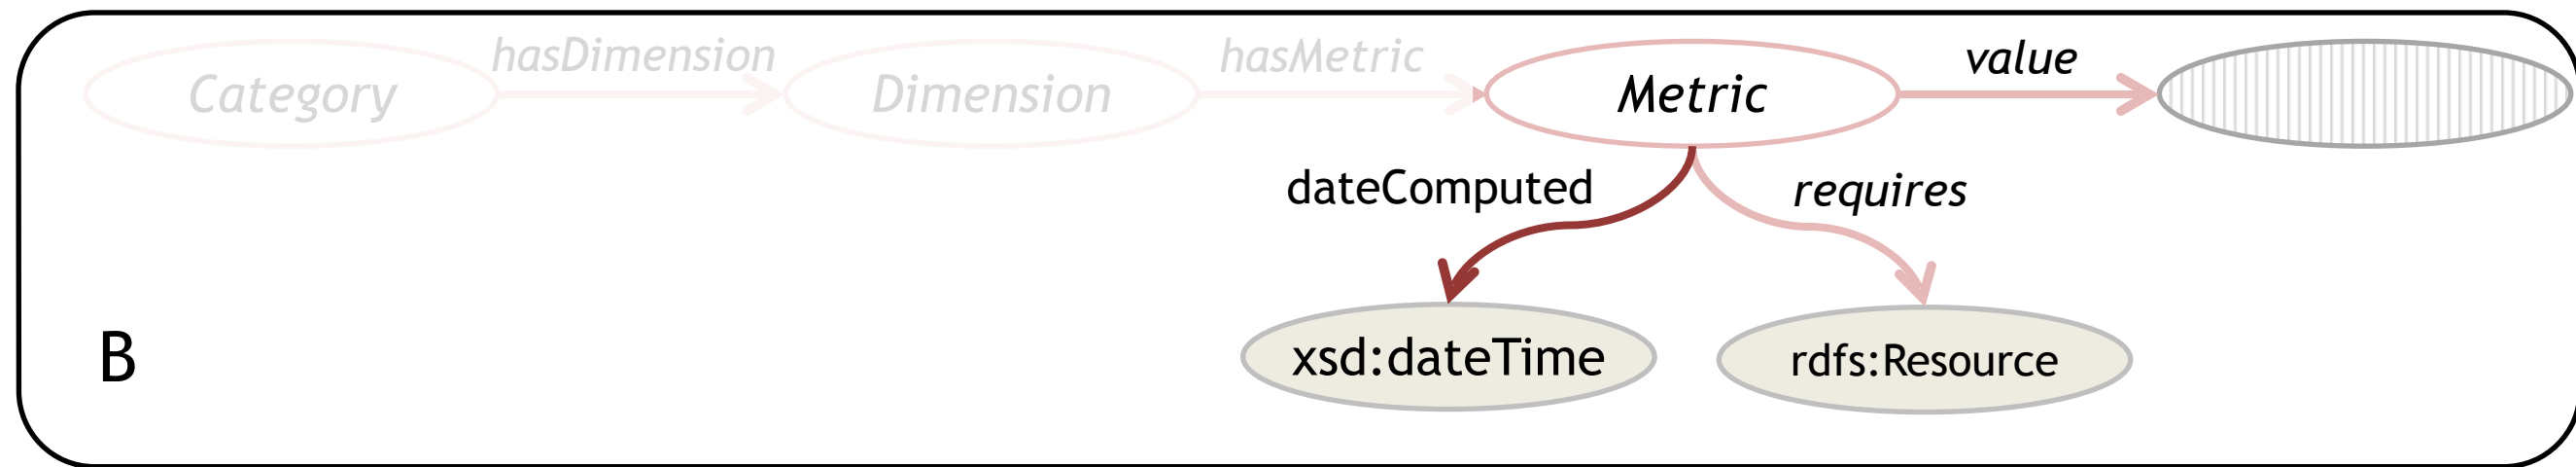 hasDimension
hasMetric
value
Category
Dimension
Metric
dateComputed
requires
B
xsd:dateTime
rdfs:Resource